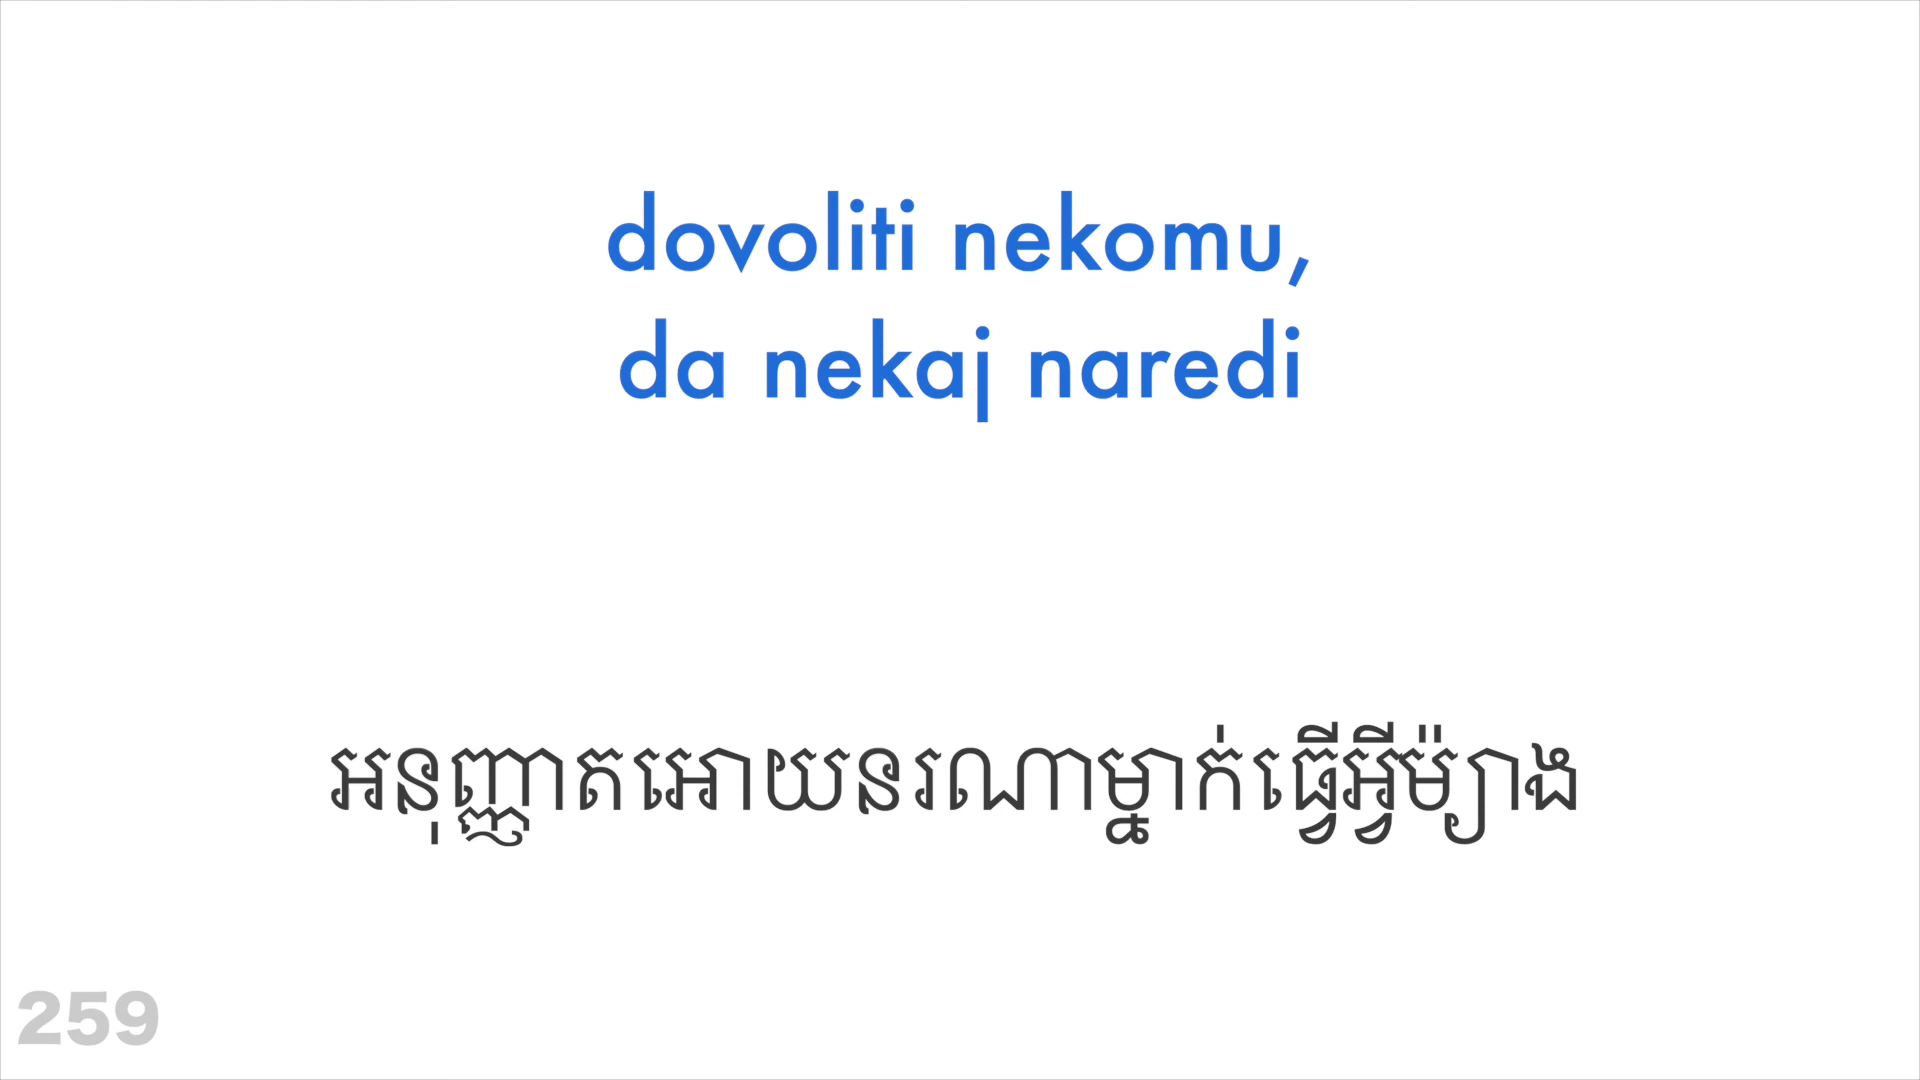 dovoliti nekomu,
da nekaj naredi
អនុញ្ញាតអោយនរណាម្នាក់ធ្វើអ្វីម៉្យាង
259